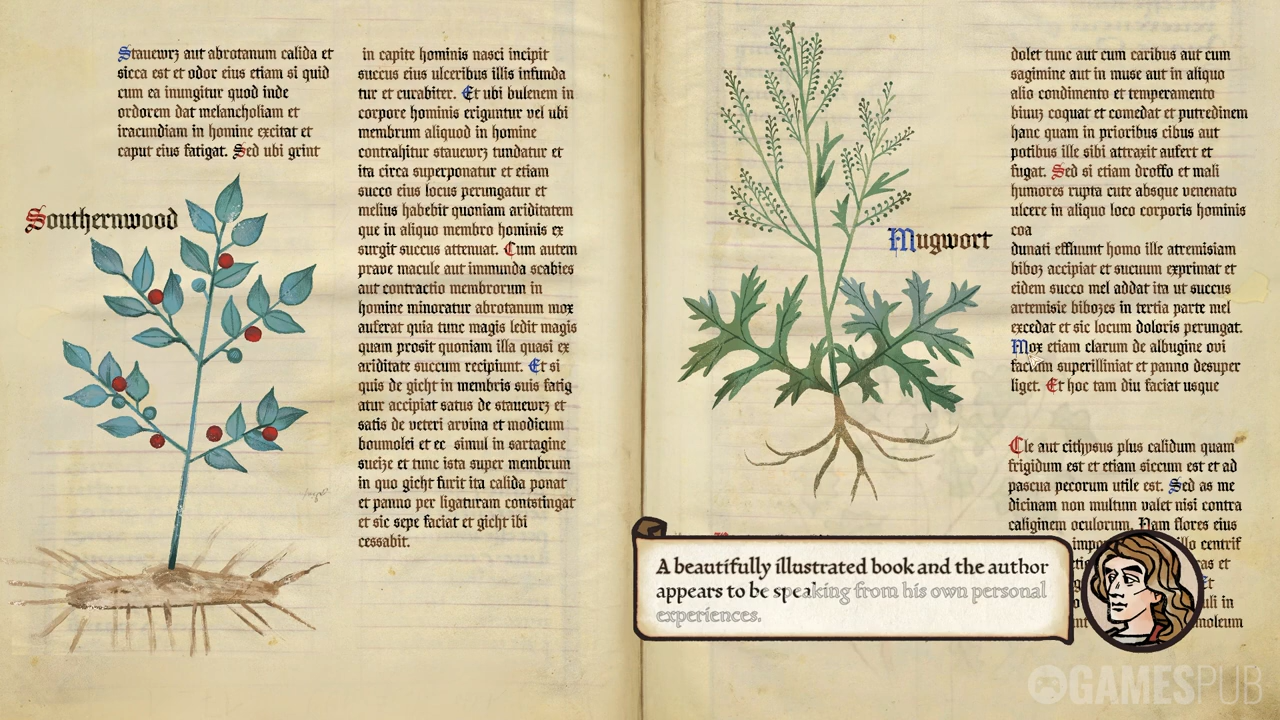 Stauewrz aut abrotanum calida et
sicca est et odor eius etiam si quid
cum ea inungitur quod inde
ordorem dat melancholiam et
iracundiam in homine excitat et
caput eius fatigat. Sed ubi grint
Southernwood
in capite hominis nasci incipit
succus eius ulceribus illis infunda
tur et curabiter. Et ubi bulenem in
corpore hominis eriguntur vel ubi
membrum aliquod in homine
contrahitur stauewrz tundatur et
ita circa superponatur et etiam
succo eius locus perungatur et
melius habebit quoniam ariditatem
que in aliquo membro hominis ex
surgit succus attenuat. Cum autem
prave macule aut immunda scabies
aut contractio membrorum in
homine minoratur abrotanum mox
auferat quia tunc magis ledit magis
quam prosit quoniam illa quasi ex
ariditate succum recipiunt. Et si
quis de gicht in membris suis fatig
atur accipiat satus de stauewrz et
satis de veteri arvina et modicum
boumolei et ec simul in sartagine
sueize et tunc ista super membrum
in quo gicht furit ita calida ponat
et panno per ligaturam constingat
et sic sepe faciat et gicht ibi
cessabit.
Mugwort
dolet tunc aut cum caribus aut cum
sagimine aut in muse aut in aliquo
alio condimento et temperamento
biuuz coquat et comedat et putredinem
hanc quam in prioribus cibus aut
potibus ille sibi attraxit aufert et
fugat. Sed si etiam droffo et mali
humores rupta cute absque venenato
ulcere in aliquo loco corporis hominis
coa
dunati effluunt homo ille atremisiam
biboz accipiat et sucum exprimat et
eidem succo mel addat ita ut succus
artemisie bibozes in tertia parte mel
excedat et sic locum doloris perungat.
Mox etiam clarum de albugine ovi
factam superilliniat et panno desuper
liget. Et hoc tam diu faciat usque
Cle aut cithysus plus calidum quam
frigidum est et etiam siccum est et ad
pascua pecorum utile est. Sed as me
dicinam non multum valet nisi contra
caliginem oculorum. Nam flores eius
A beautifully illustrated book and the author
appears to be speaking from his own personal
experiences.
GAMESPUB